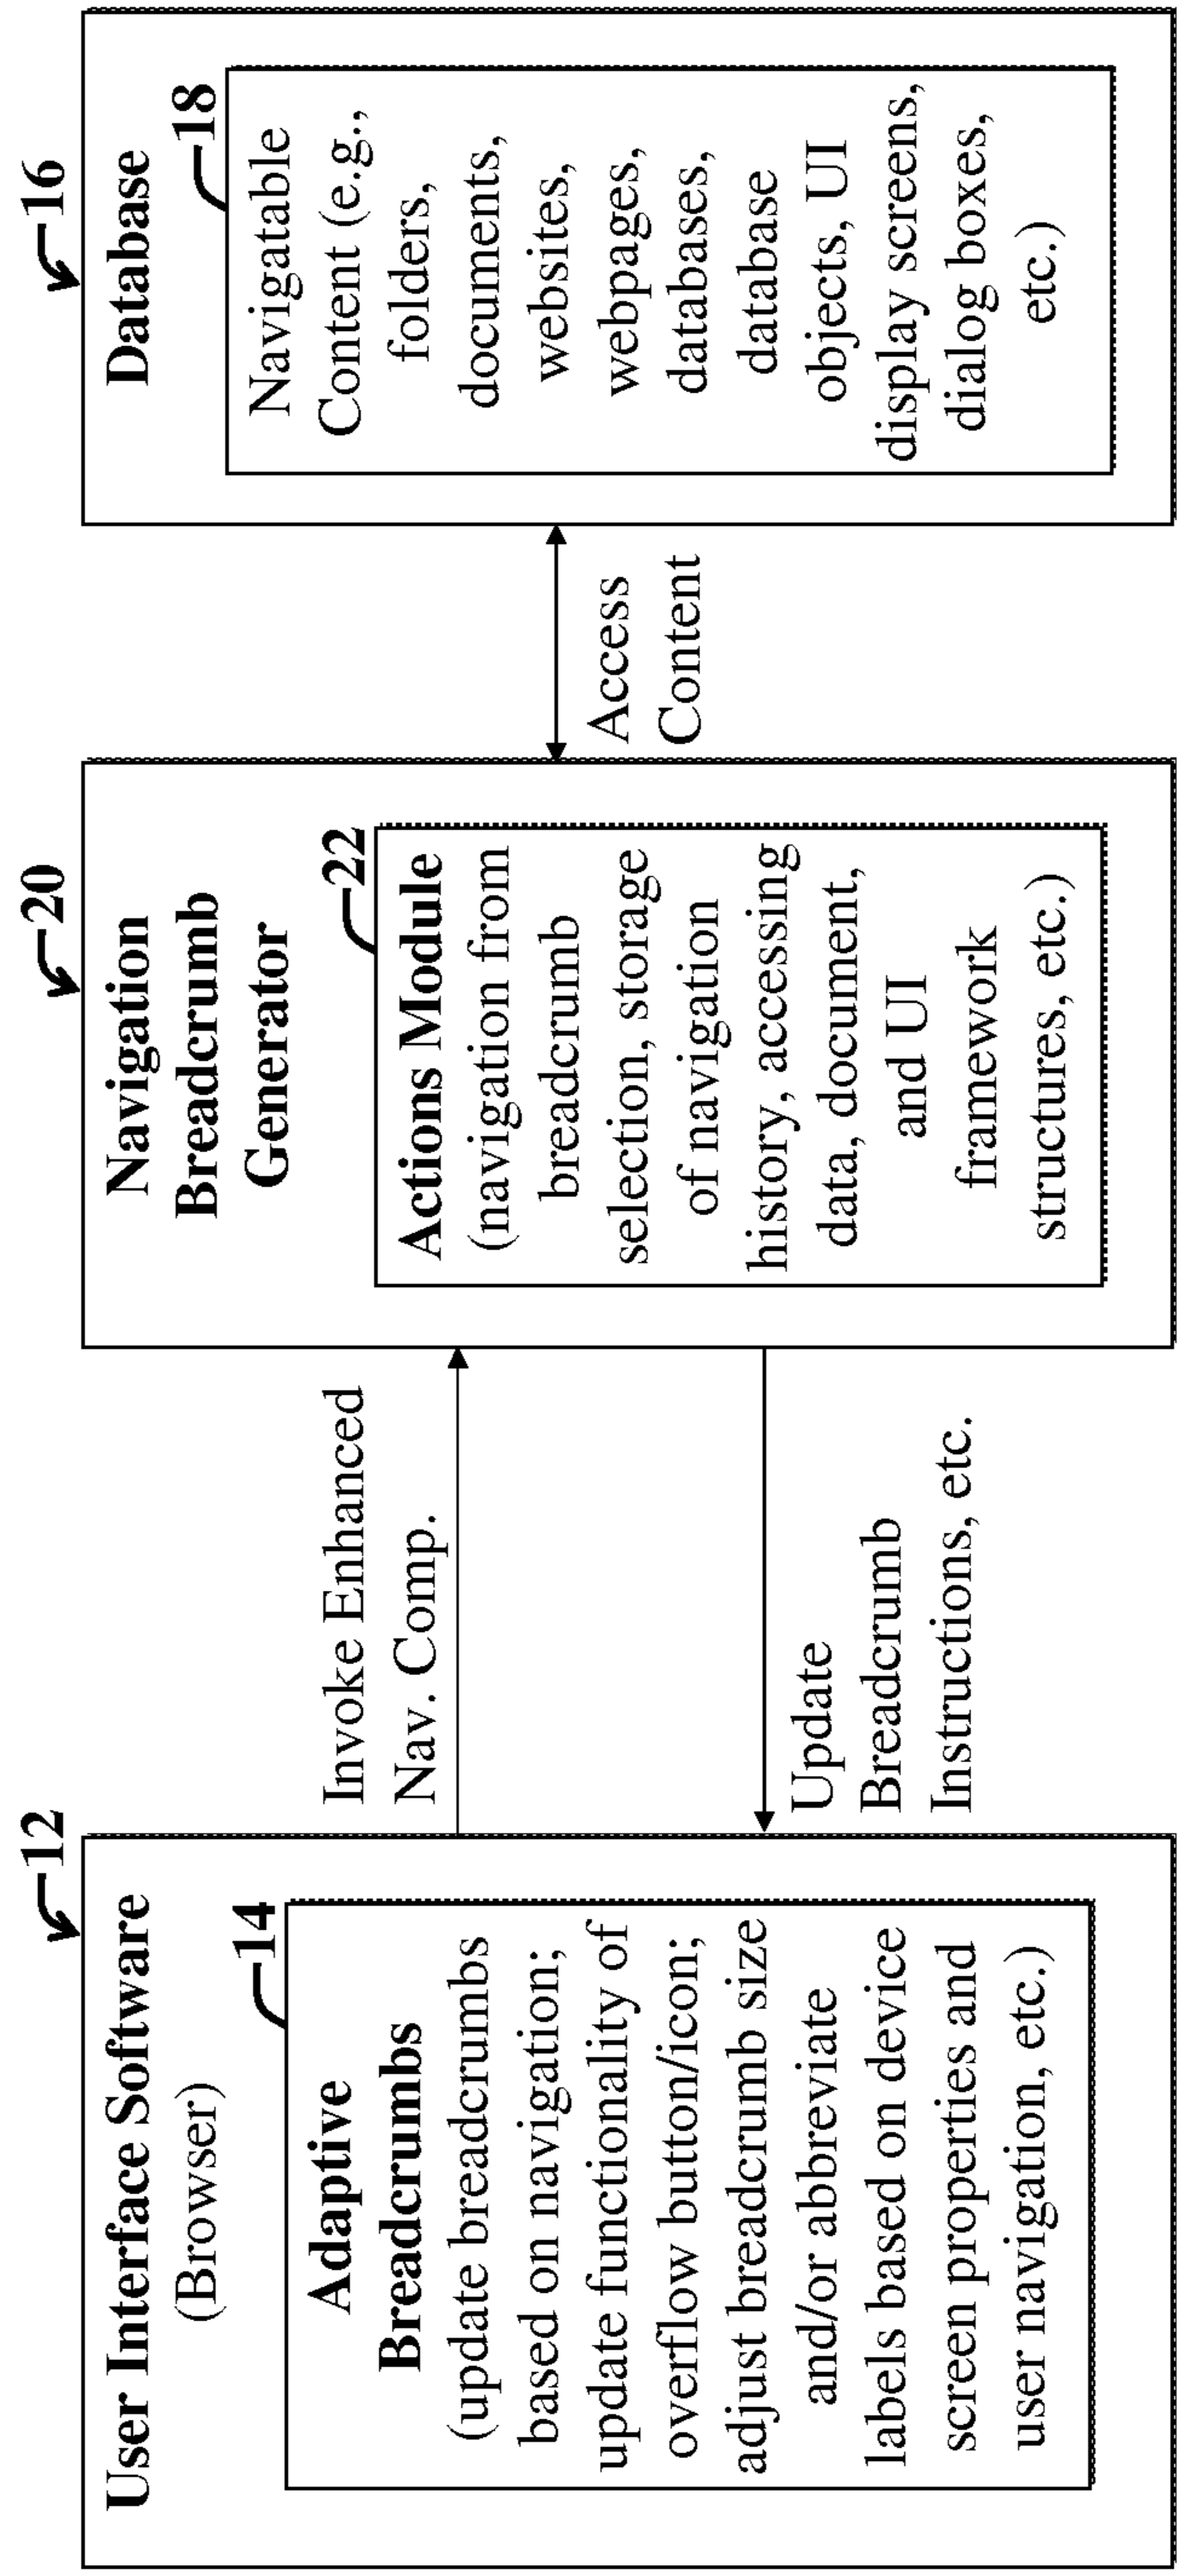 12
User Interface Software
(Browser)
14
Adaptive
Breadcrumbs
(update breadcrumbs
based on navigation;
update functionality of
overflow button/icon;
adjust breadcrumb size
and/or abbreviate
labels based on device
screen properties and
user navigation, etc.)
Invoke Enhanced
Nav. Comp.
Update
Breadcrumb
Instructions, etc.
20
Navigation
Breadcrumb
Generator
22
Actions Module
(navigation from
breadcrumb
selection, storage
of navigation
history, accessing
data, document,
and UI
framework
structures, etc.)
Access
Content
16
Database
18
Navigatable
Content (e.g.,
folders,
documents,
websites,
webpages,
databases,
database
objects, UI
display screens,
dialog boxes,
etc.)